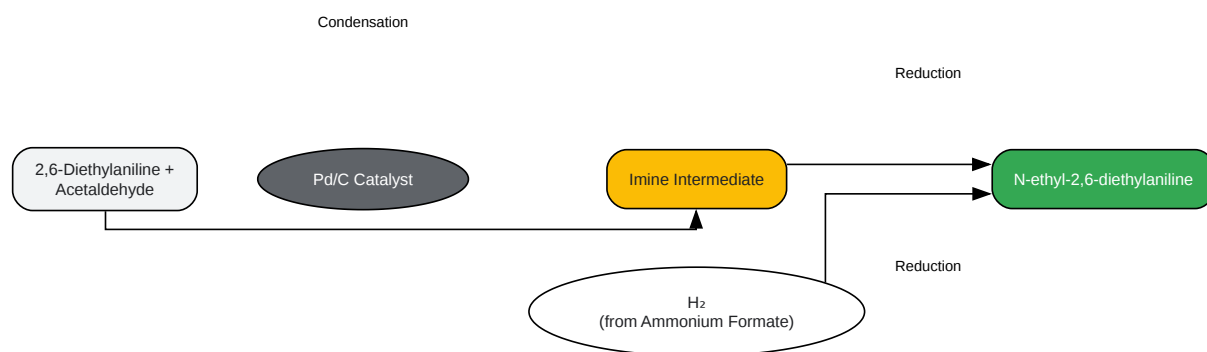 Condensation
Reduction
2,6-Diethylaniline +
Acetaldehyde
Pd/C Catalyst
Imine Intermediate
N-ethyl-2,6-diethylaniline
Reduction
H₂
(from Ammonium Formate)